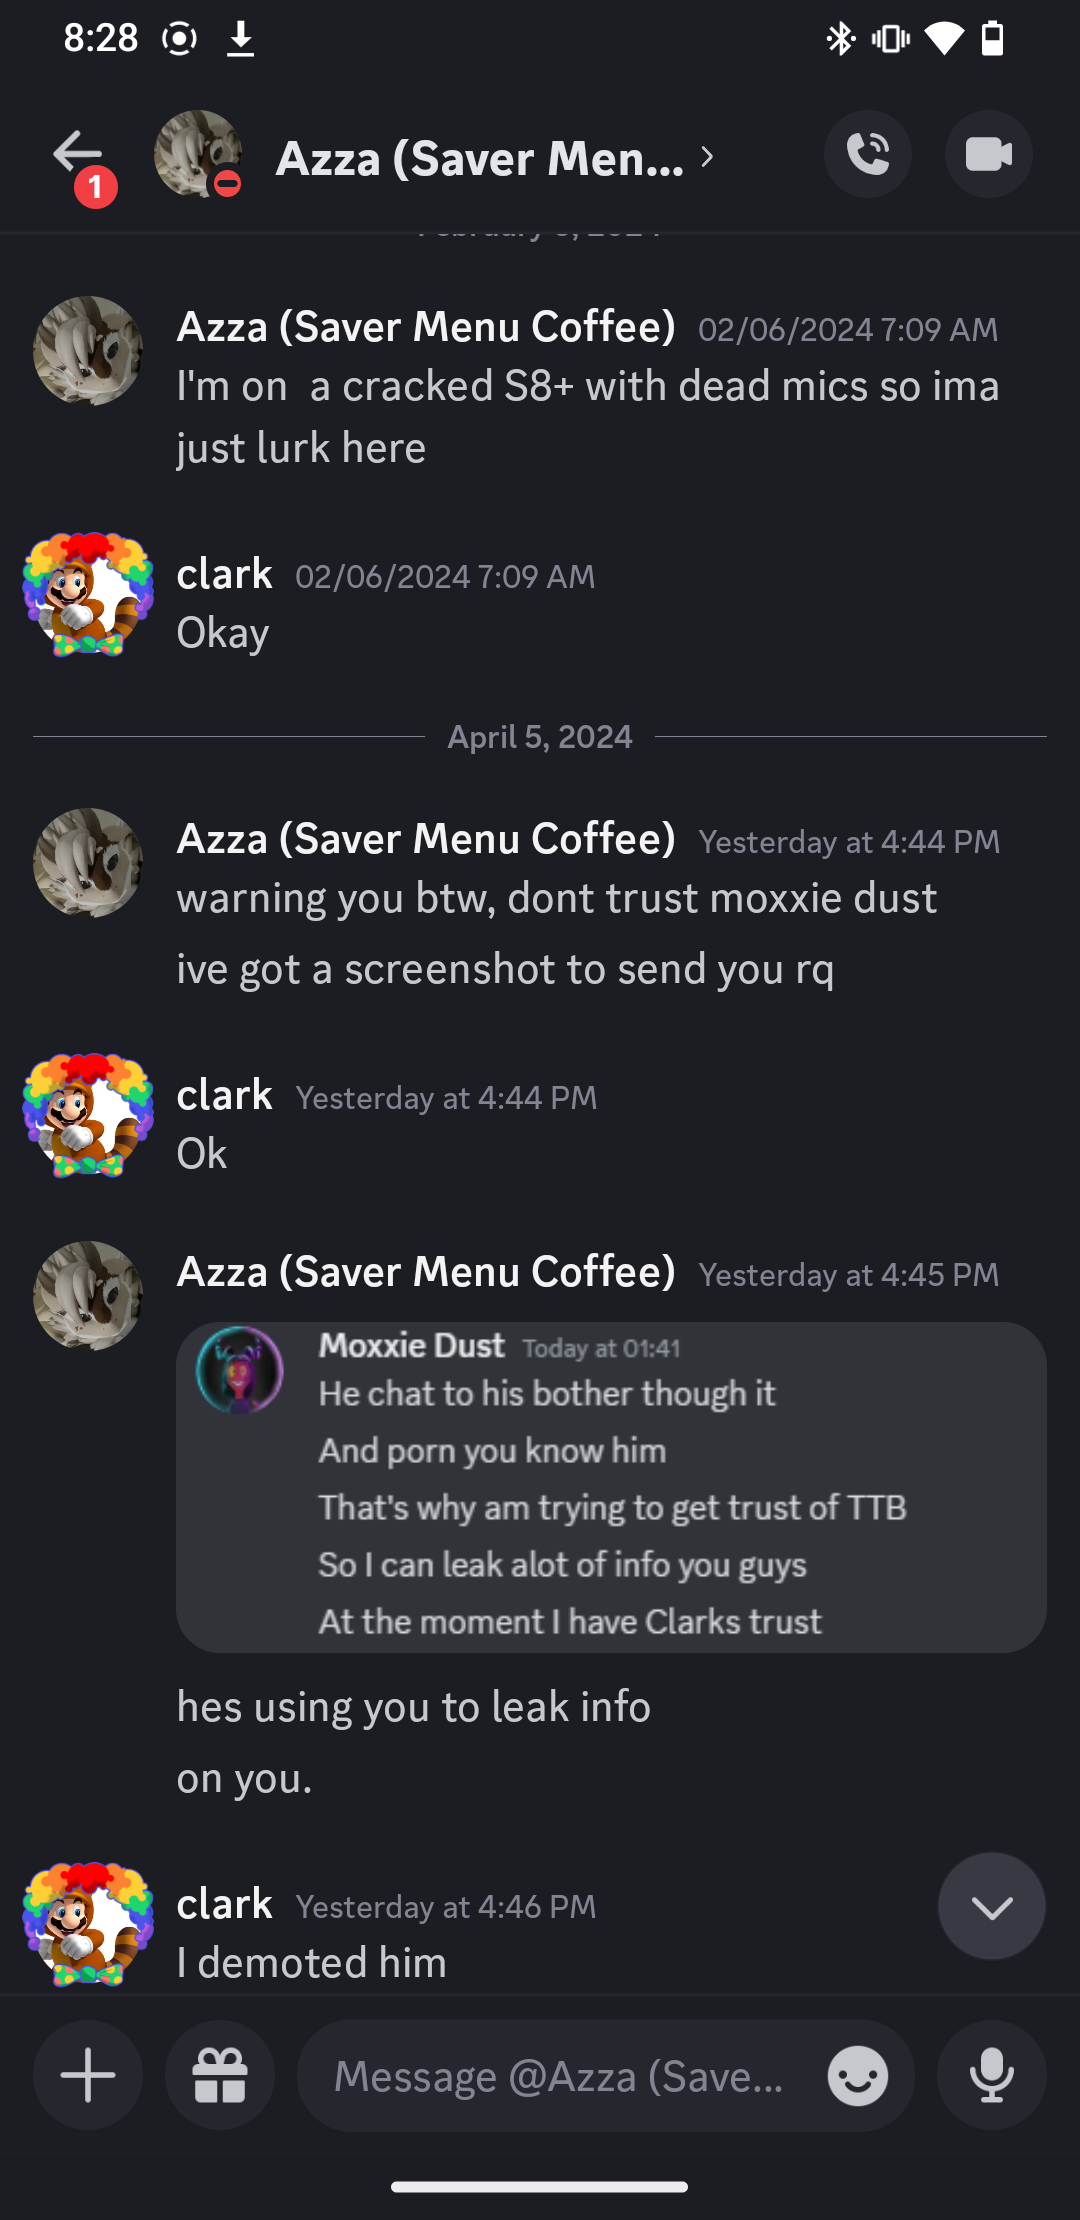 8:28
1
Azza (Saver Men...
Azza (Saver Menu Coffee) 02/06/2024 7:09 AM
I'm on  a cracked S8+ with dead mics so ima
just lurk here
clark 02/06/2024 7:09 AM
Okay
April 5, 2024
Azza (Saver Menu Coffee) Yesterday at 4:44 PM
warning you btw, dont trust moxxie dust
ive got a screenshot to send you rq
clark Yesterday at 4:44 PM
Ok
Azza (Saver Menu Coffee) Yesterday at 4:45 PM
Moxxie Dust Today at 01:41
He chat to his bother though it
And porn you know him
That's why am trying to get trust of TTB
So I can leak alot of info you guys
At the moment I have Clarks trust
hes using you to leak info
on you.
clark Yesterday at 4:46 PM
I demoted him
Message @Azza (Save...